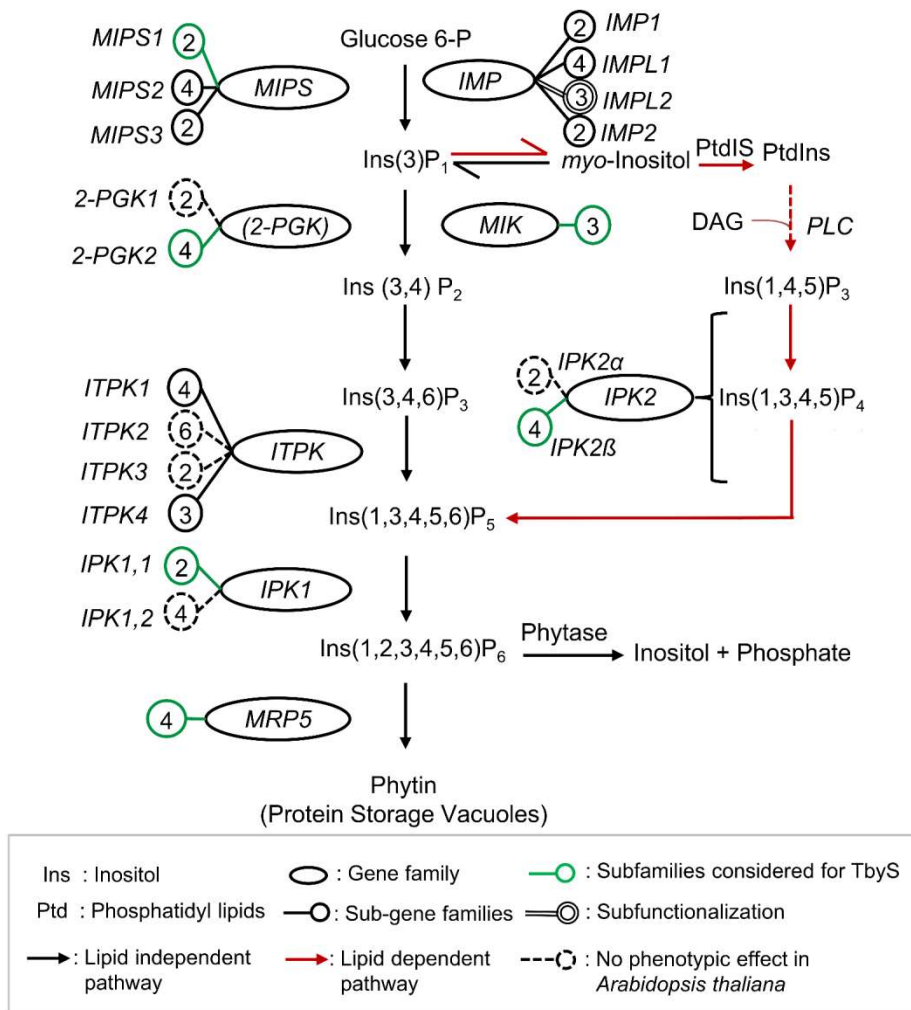 MIPS1
2
Glucose 6-P
2
IMP1
MIPS2
4
MIPS
IMP
4
IMPL1
MIPS3
2
3
IMPL2
2
IMP2
Ins(3)P1
myo-Inositol
PtdIS
PtdIns
2-PGK1
2
2-PGK2
4
(2-PGK)
MIK
3
DAG
PLC
Ins (3,4) P2
Ins(1,4,5)P3
ITPK1
4
Ins(3,4,6)P3
2
IPK2α
IPK2
Ins(1,3,4,5)P4
ITPK2
6
4
IPK2ß
ITPK3
2
ITPK
ITPK4
3
Ins(1,3,4,5,6)P5
IPK1,1
2
IPK1
IPK1,2
4
Ins(1,2,3,4,5,6)P6
Phytase
Inositol + Phosphate
4
MRP5
Phytin
(Protein Storage Vacuoles)
Ins : Inositol
: Gene family
: Subfamilies considered for TbyS
Ptd : Phosphatidyl lipids
: Sub-gene families
: Subfunctionalization
: Lipid independent
pathway
: Lipid dependent
pathway
: No phenotypic effect in
Arabidopsis thaliana